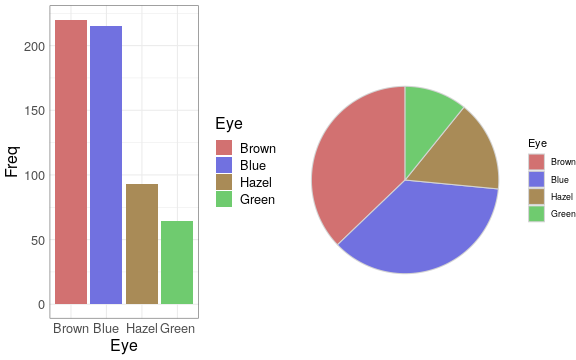 Freq
200
150
100
50
0
Brown Blue Hazel Green
Eye
Eye
Brown
Blue
Hazel
Green
Eye
Brown
Blue
Hazel
Green